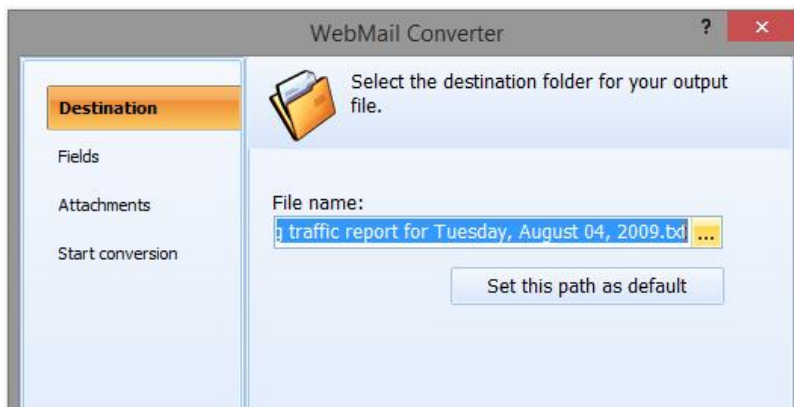 WebMail Converter
?
Destination
Fields
Attachments
Start conversion
Select the destination folder for your output
file.
File name:
traffic report for Tuesday, August 04, 2009.txt
...
Set this path as default